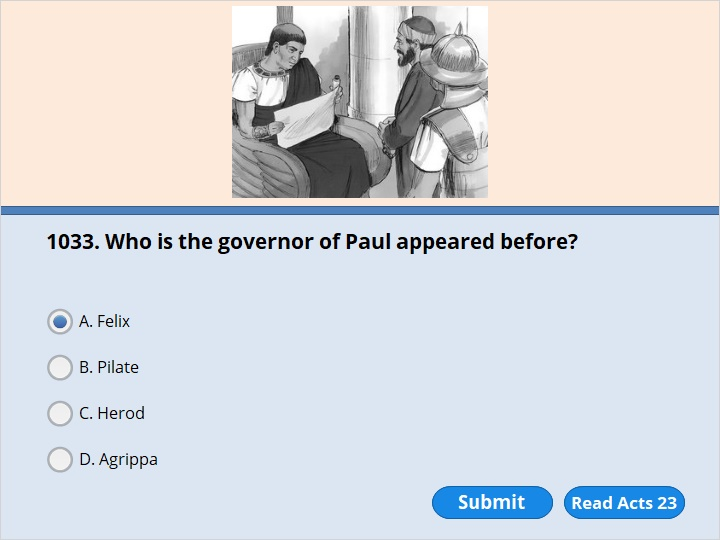 1033. Who is the governor of Paul appeared before?
A. Felix
B. Pilate
C. Herod
D. Agrippa
Submit
Read Acts 23